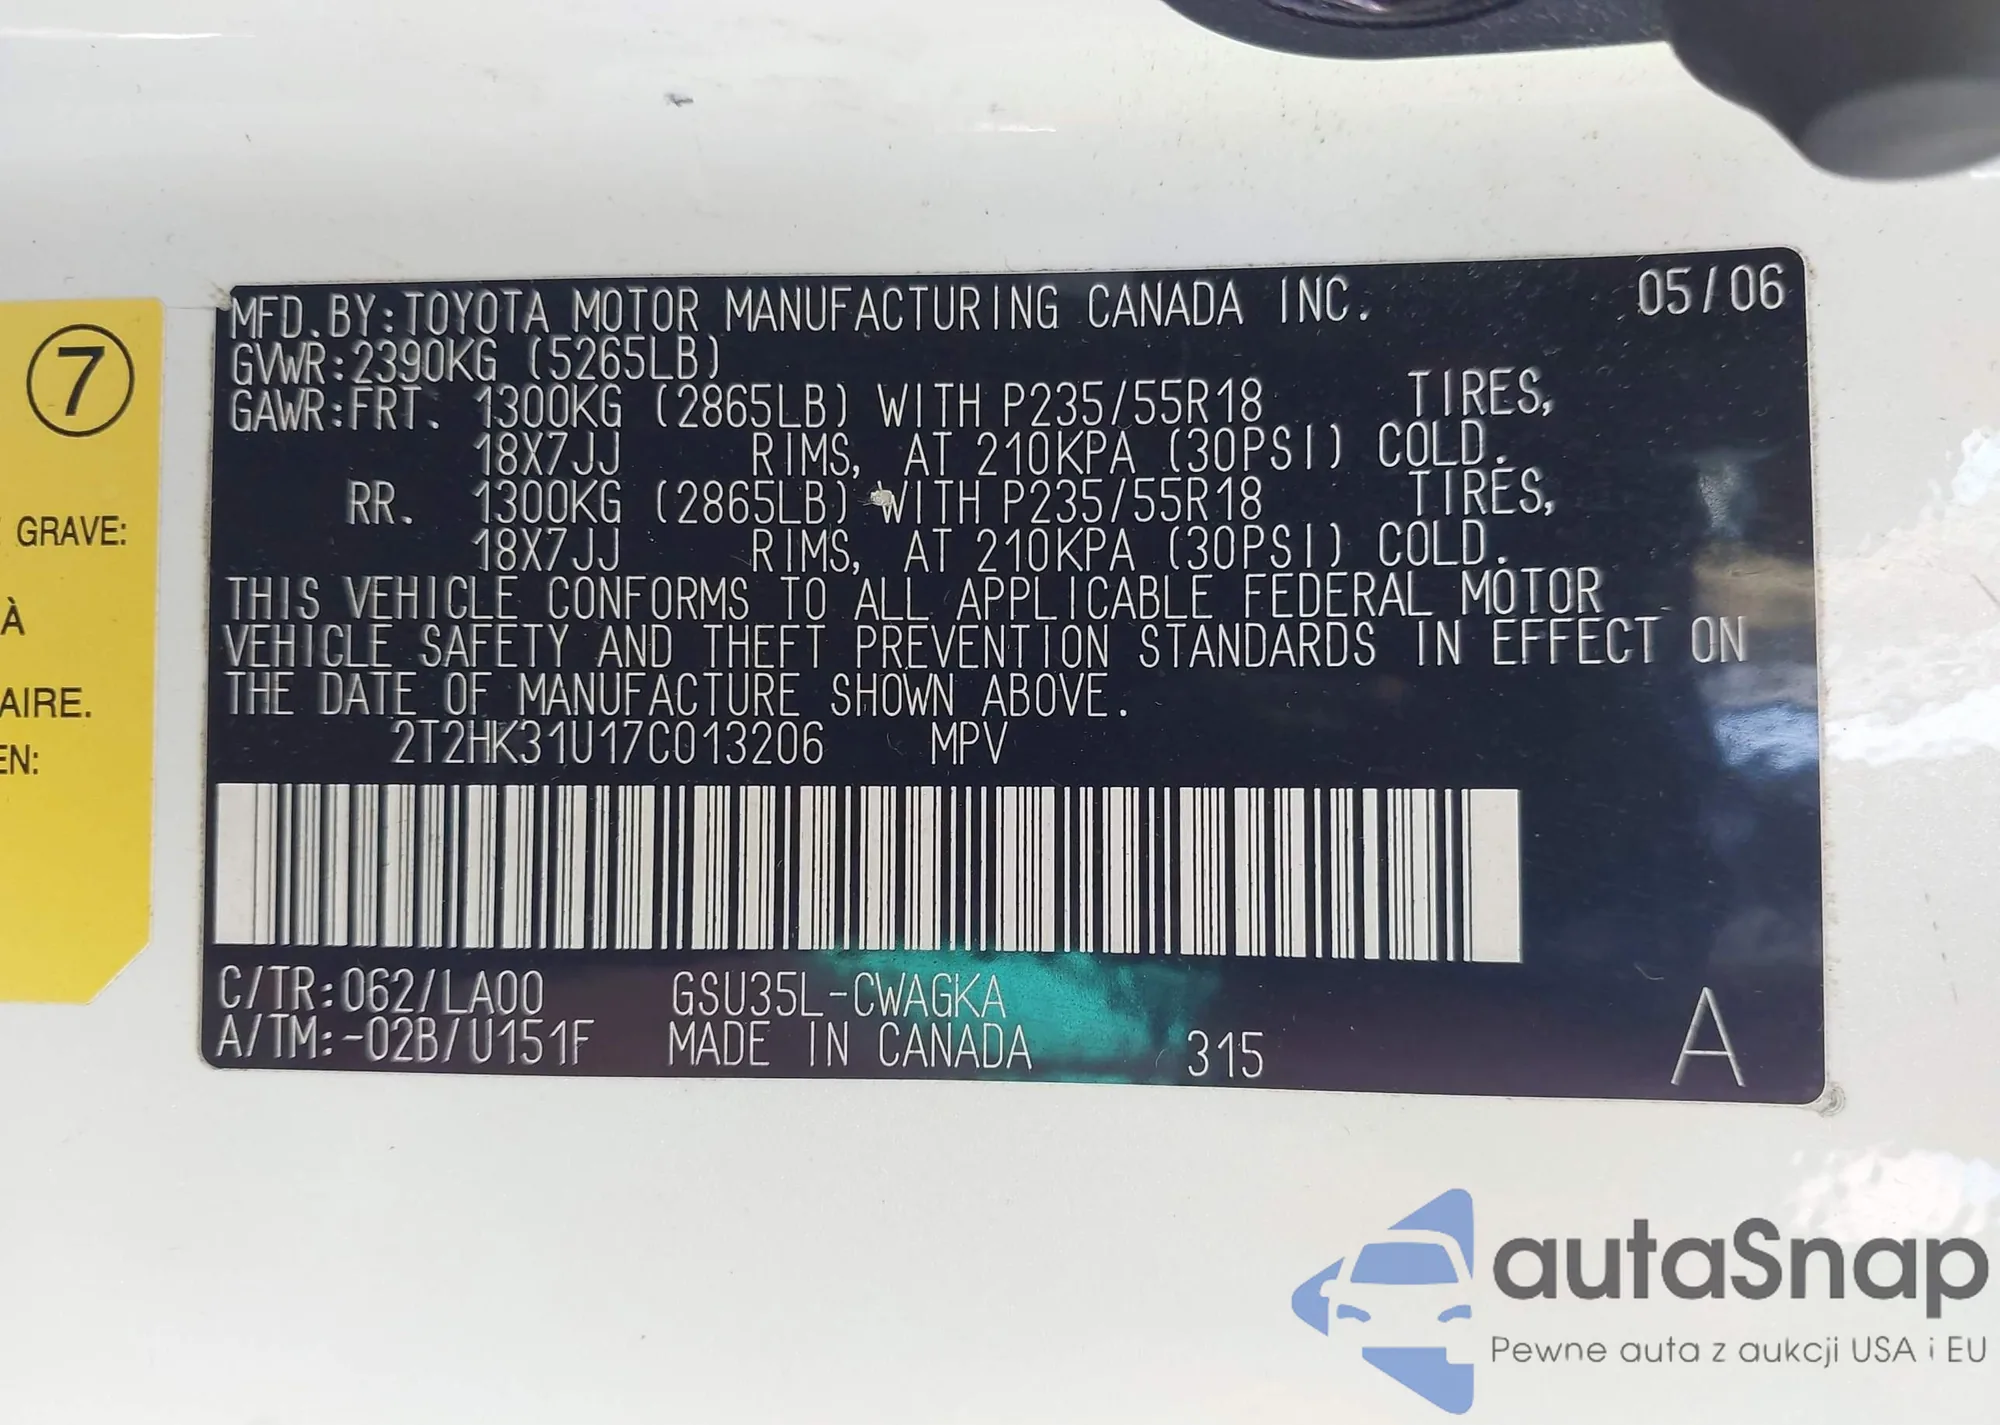 7
GRAVE:
À
AIRE.
EN:
MFD.BY:TOYOTA MOTOR MANUFACTURING CANADA INC. 05/06
GVWR:2390KG (5265LB)
GAWR:FRT. 1300KG (2865LB) WITH P235/55R18 TIRES,
18X7JJ RIMS, AT 210KPA (30PSI) COLD.
RR. 1300KG (2865LB) WITH P235/55R18 TIRES,
18X7JJ RIMS, AT 210KPA (30PSI) COLD.
THIS VEHICLE CONFORMS TO ALL APPLICABLE FEDERAL MOTOR
VEHICLE SAFETY AND THEFT PREVENTION STANDARDS IN EFFECT ON
THE DATE OF MANUFACTURE SHOWN ABOVE.
2T2HK31U17C013206 MPV
C/TR:062/LA00 GSU35L-CWAGKA
A/TM:-02B/U151F MADE IN CANADA 315 A
autaSnap
Pewne auta z aukcji USA i EU